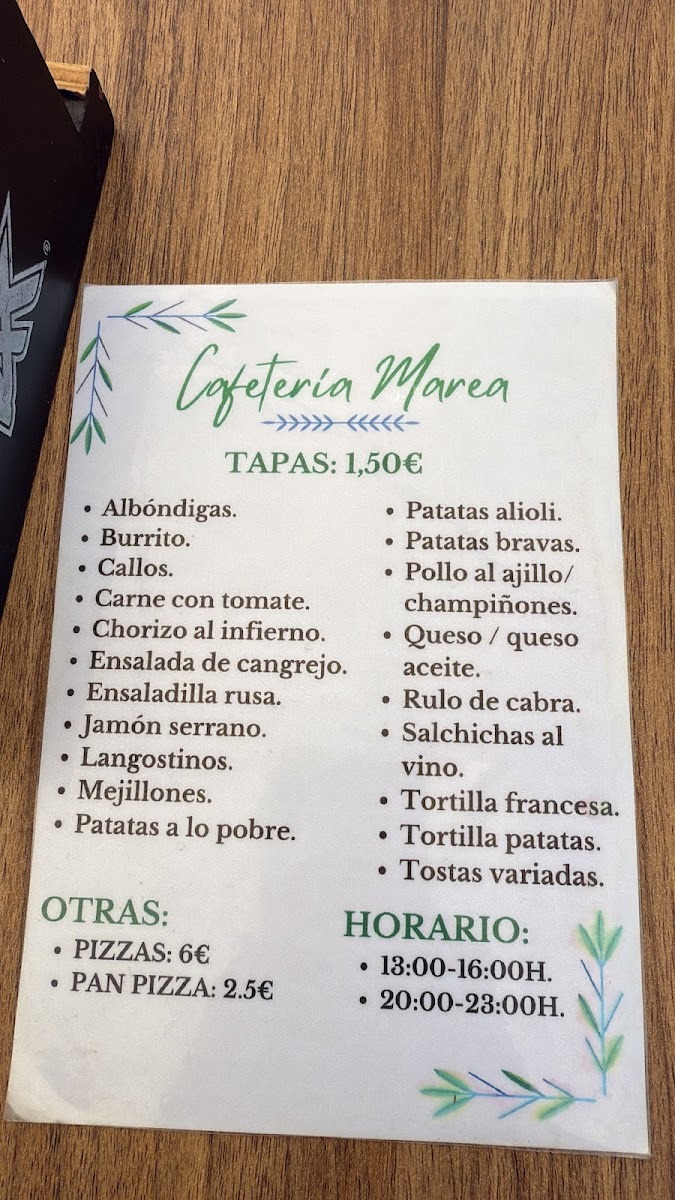 Cafetería Marea
TAPAS: 1,50€
• Albóndigas.
• Burrito.
• Callos.
• Carne con tomate.
• Chorizo al infierno.
• Ensalada de cangrejo.
• Ensaladilla rusa.
• Jamón serrano.
• Langostinos.
• Mejillones.
• Patatas a lo pobre.
• Patatas alioli.
• Patatas bravas.
• Pollo al ajillo/
champiñones.
• Queso / queso
aceite.
• Rulo de cabra.
• Salchichas al
vino.
• Tortilla francesa.
• Tortilla patatas.
• Tostas variadas.
OTRAS:
• PIZZAS: 6€
• PAN PIZZA: 2.5€
HORARIO:
• 13:00-16:00H.
• 20:00-23:00H.
®